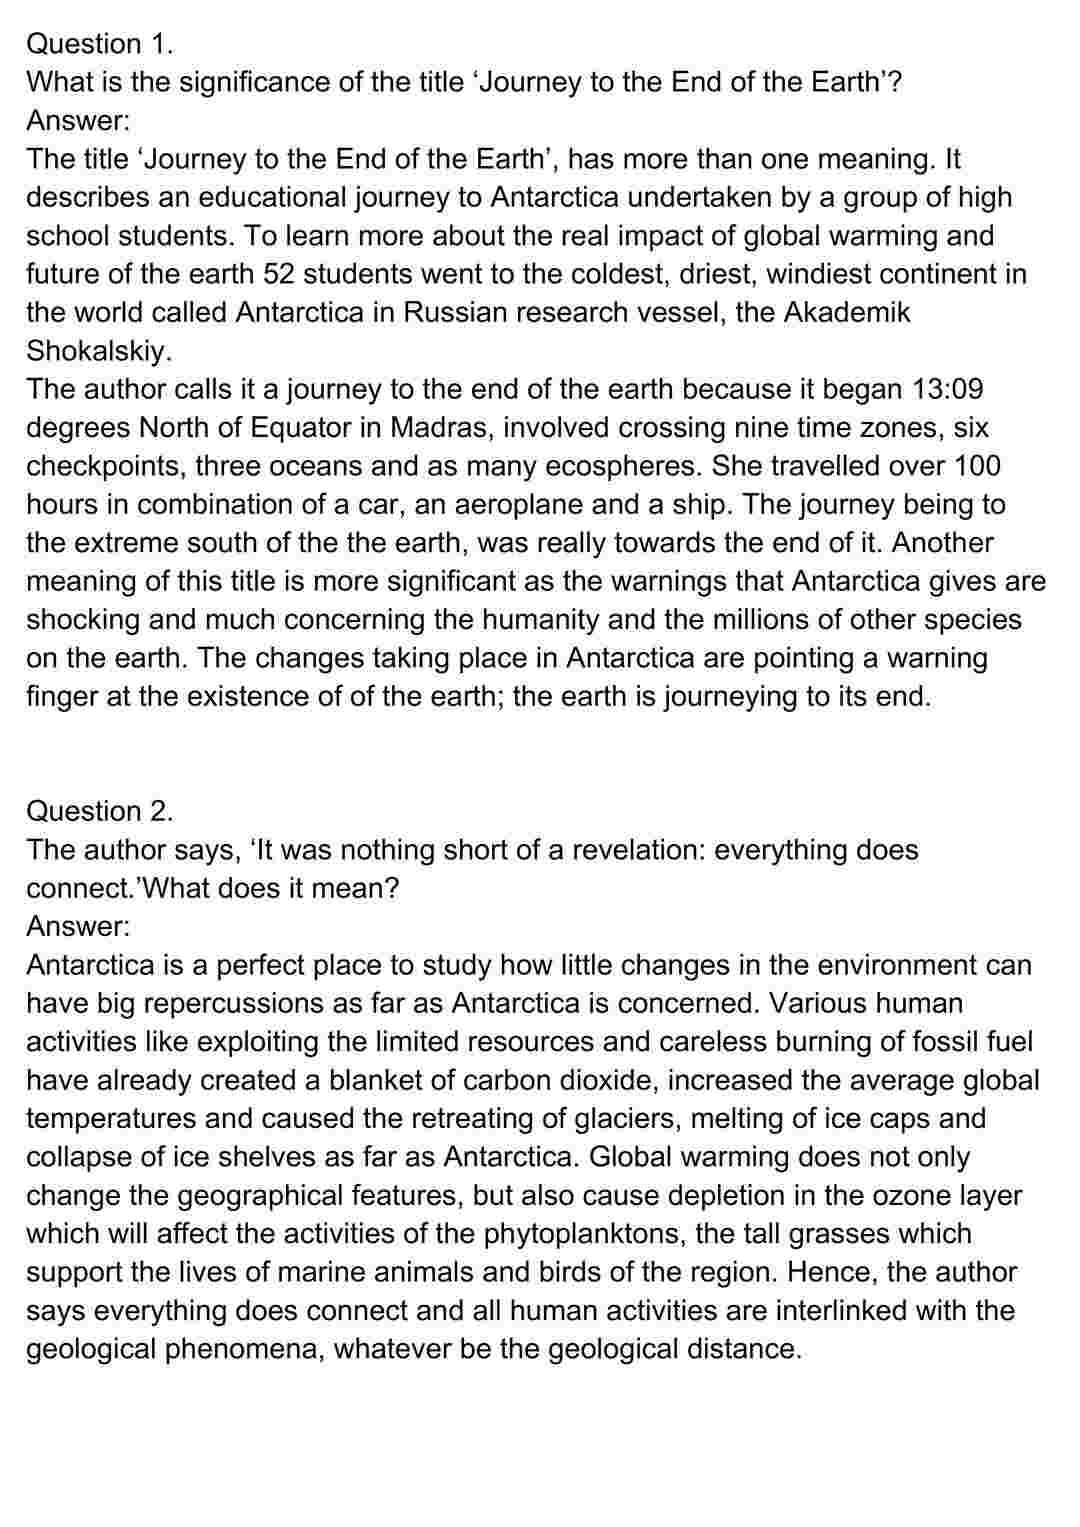 Question 1.
What is the significance of the title ‘Journey to the End of the Earth’?
Answer:
The title ‘Journey to the End of the Earth’, has more than one meaning. It
describes an educational journey to Antarctica undertaken by a group of high
school students. To learn more about the real impact of global warming and
future of the earth 52 students went to the coldest, driest, windiest continent in
the world called Antarctica in Russian research vessel, the Akademik
Shokalskiy.
The author calls it a journey to the end of the earth because it began 13:09
degrees North of Equator in Madras, involved crossing nine time zones, six
checkpoints, three oceans and as many ecospheres. She travelled over 100
hours in combination of a car, an aeroplane and a ship. The journey being to
the extreme south of the the earth, was really towards the end of it. Another
meaning of this title is more significant as the warnings that Antarctica gives are
shocking and much concerning the humanity and the millions of other species
on the earth. The changes taking place in Antarctica are pointing a warning
finger at the existence of of the earth; the earth is journeying to its end.
Question 2.
The author says, ‘It was nothing short of a revelation: everything does
connect.’What does it mean?
Answer:
Antarctica is a perfect place to study how little changes in the environment can
have big repercussions as far as Antarctica is concerned. Various human
activities like exploiting the limited resources and careless burning of fossil fuel
have already created a blanket of carbon dioxide, increased the average global
temperatures and caused the retreating of glaciers, melting of ice caps and
collapse of ice shelves as far as Antarctica. Global warming does not only
change the geographical features, but also cause depletion in the ozone layer
which will affect the activities of the phytoplanktons, the tall grasses which
support the lives of marine animals and birds of the region. Hence, the author
says everything does connect and all human activities are interlinked with the
geological phenomena, whatever be the geological distance.